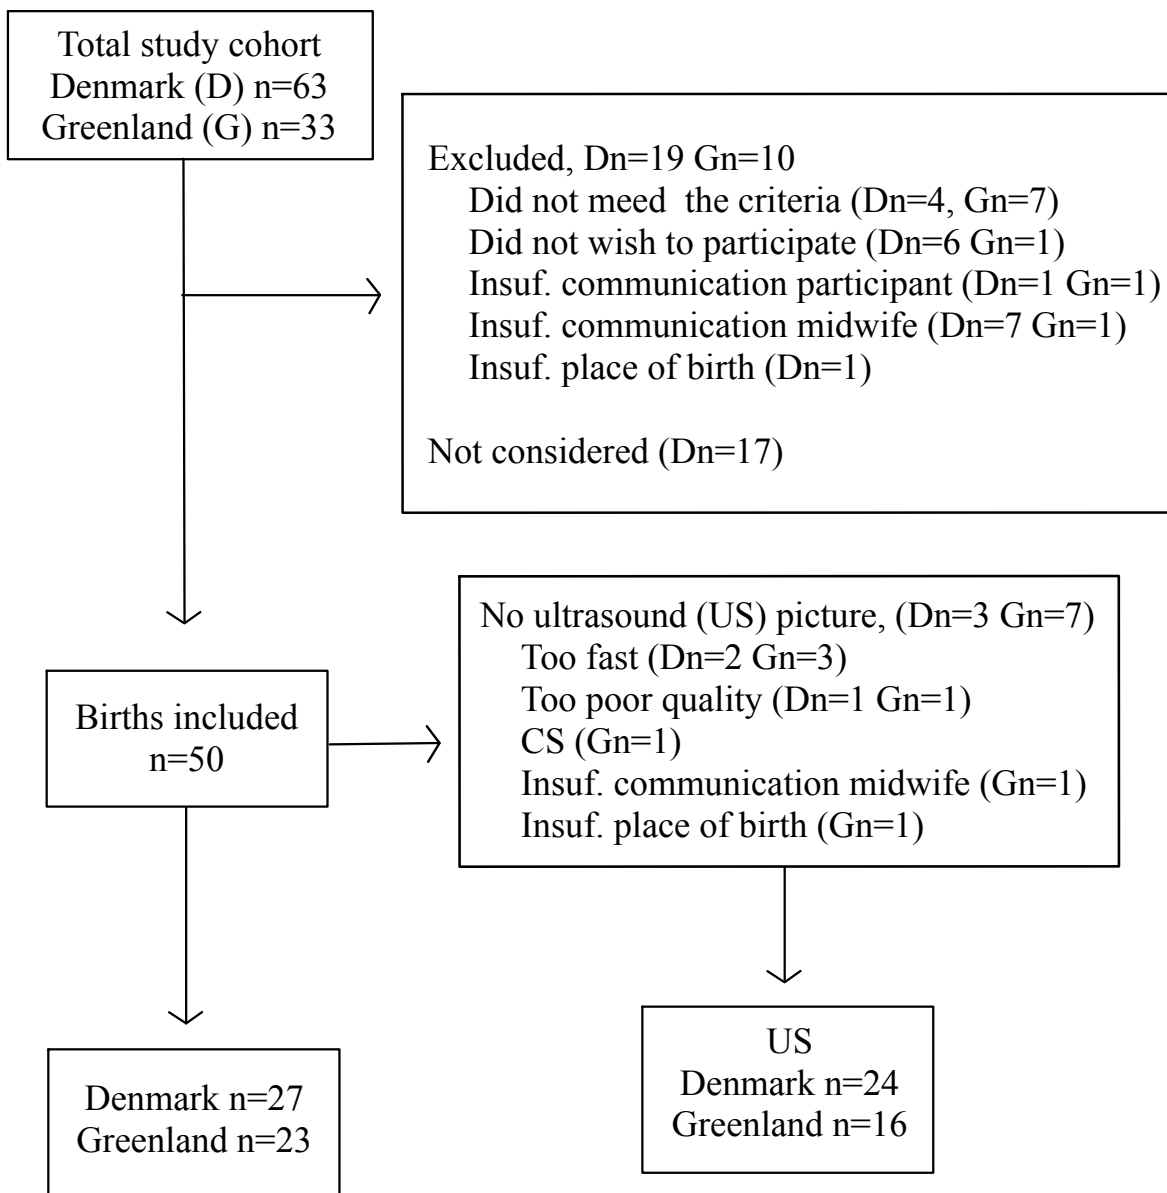 Total study cohort
Denmark (D) n=63
Greenland (G) n=33
Excluded, Dn=19 Gn=10
Did not meed  the criteria (Dn=4, Gn=7)
Did not wish to participate (Dn=6 Gn=1)
Insuf. communication participant (Dn=1 Gn=1)
Insuf. communication midwife (Dn=7 Gn=1)
Insuf. place of birth (Dn=1)
Not considered (Dn=17)
Births included
n=50
No ultrasound (US) picture, (Dn=3 Gn=7)
Too fast (Dn=2 Gn=3)
Too poor quality (Dn=1 Gn=1)
CS (Gn=1)
Insuf. communication midwife (Gn=1)
Insuf. place of birth (Gn=1)
Denmark n=27
Greenland n=23
US
Denmark n=24
Greenland n=16